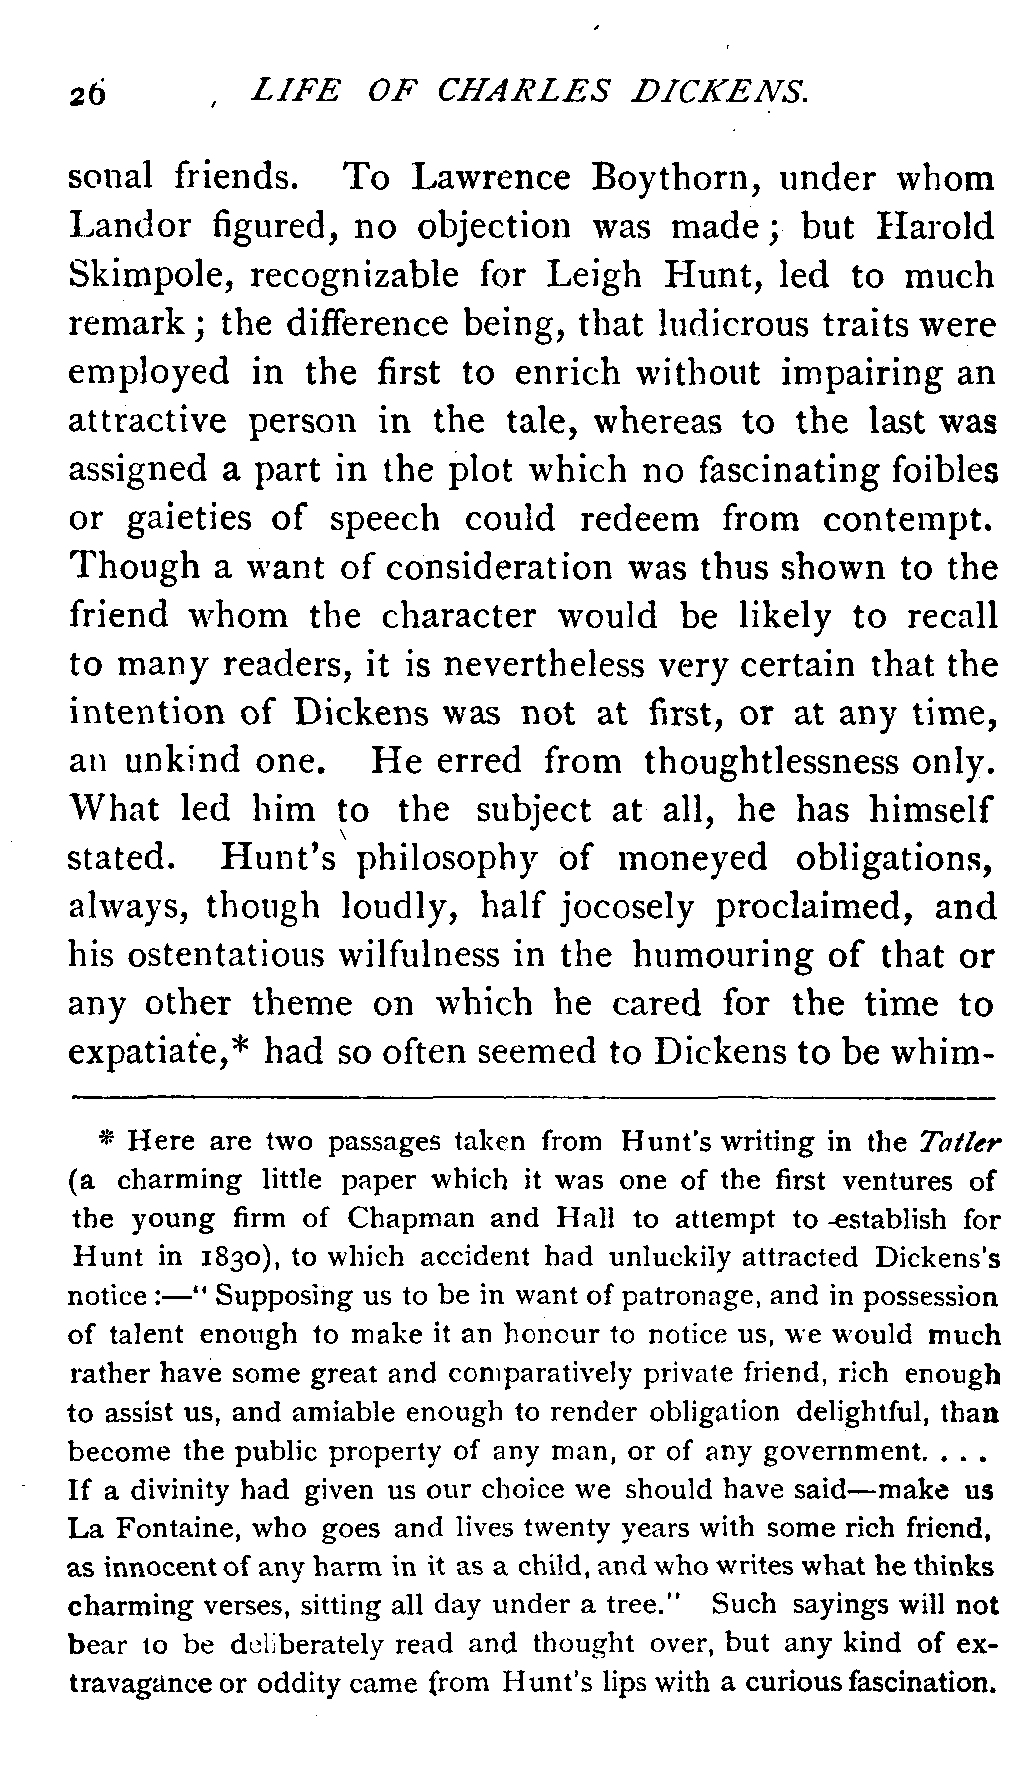 26 LIFE OF CHARLES DICKENS.
sonal friends. To Lawrence Boythorn, under whom
Landor figured, no objection was made; but Harold
Skimpole, recognizable for Leigh Hunt, led to much
remark; the difference being, that ludicrous traits were
employed in the first to enrich without impairing an
attractive person in the tale, whereas to the last was
assigned a part in the plot which no fascinating foibles
or gaieties of speech could redeem from contempt.
Though a want of consideration was thus shown to the
friend whom the character would be likely to recall
to many readers, it is nevertheless very certain that the
intention of Dickens was not at first, or at any time,
an unkind one. He erred from thoughtlessness only.
What led him to the subject at all, he has himself
stated. Hunt's philosophy of moneyed obligations,
always, though loudly, half jocosely proclaimed, and
his ostentatious wilfulness in the humouring of that or
any other theme on which he cared for the time to
expatiate,* had so often seemed to Dickens to be whim-
* Here are two passages taken from Hunt's writing in the Tatler
(a charming little paper which it was one of the first ventures of
the young firm of Chapman and Hall to attempt to establish for
Hunt in 1830), to which accident had unluckily attracted Dickens's
notice:—"Supposing us to be in want of patronage, and in possession
of talent enough to make it an honour to notice us, we would much
rather have some great and comparatively private friend, rich enough
to assist us, and amiable enough to render obligation delightful, than
become the public property of any man, or of any government. . . .
If a divinity had given us our choice we should have said—make us
La Fontaine, who goes and lives twenty years with some rich friend,
as innocent of any harm in it as a child, and who writes what he thinks
charming verses, sitting all day under a tree." Such sayings will not
bear to be deliberately read and thought over, but any kind of ex-
travagance or oddity came from Hunt's lips with a curious fascination.